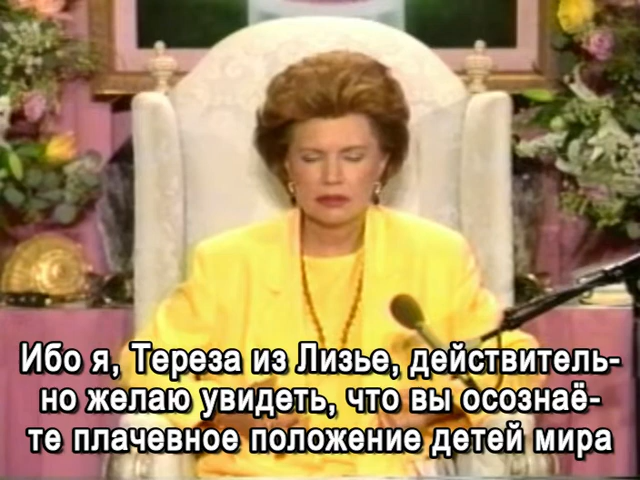 Ибо я, Тереза из Лизье, действитель-
но желаю увидеть, что вы осознаё-
те плачевное положение детей мира